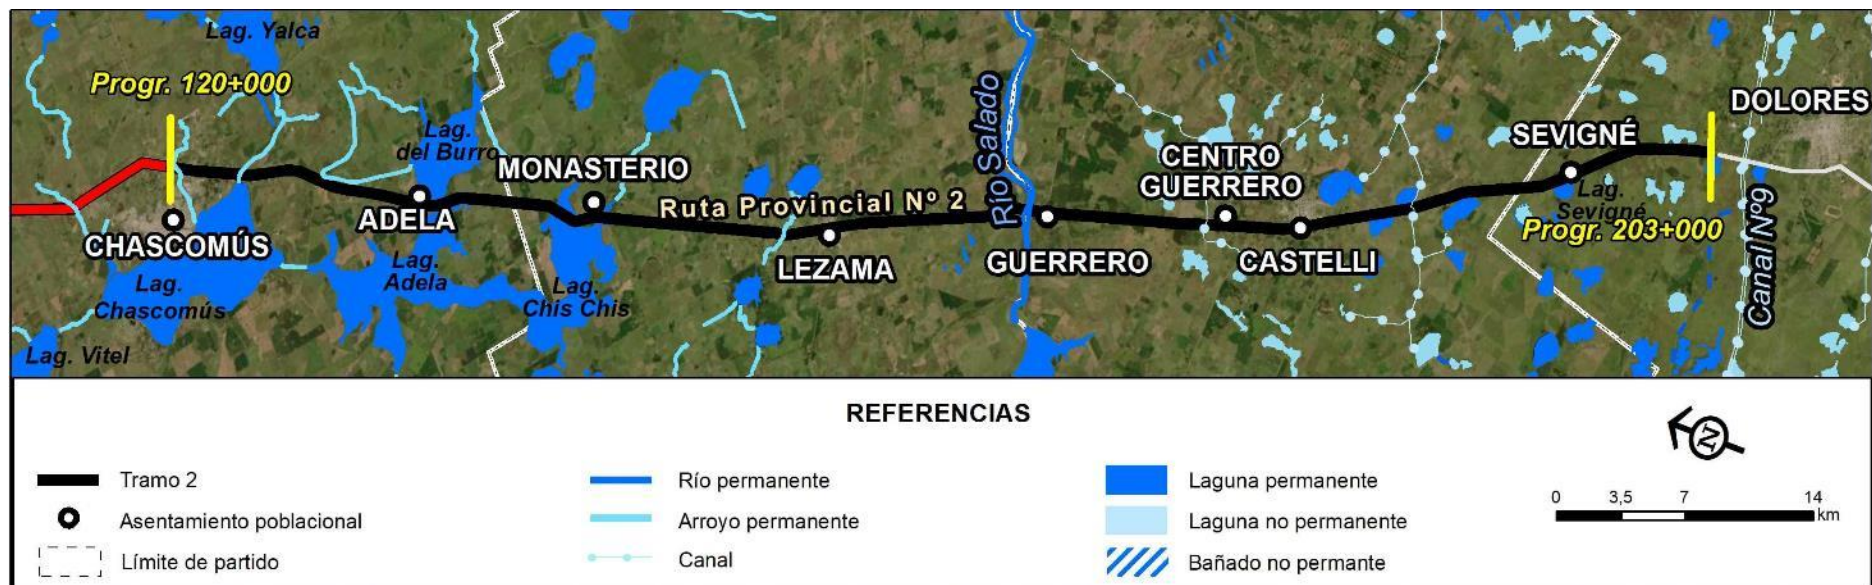 Lag. Yalca
Progr. 120+000
Lag.
del Burro
MONASTERIO
Río Salado
CENTRO
GUERRERO
SEVIGNÉ
DOLORES
CHASCOMÚS
ADELA
Ruta Provincial Nº 2
LEZAMA
GUERRERO
CASTELLI
Lag.
Sevigné
Progr. 203+000
Canal Nº9
Lag.
Chascomús
Lag.
Adela
Lag.
Chis Chis
Lag. Vitel
REFERENCIAS
N
Tramo 2
Asentamiento poblacional
Límite de partido
Río permanente
Arroyo permanente
Canal
Laguna permanente
Laguna no permanente
Bañado no permante
0 3,5 7 14
km